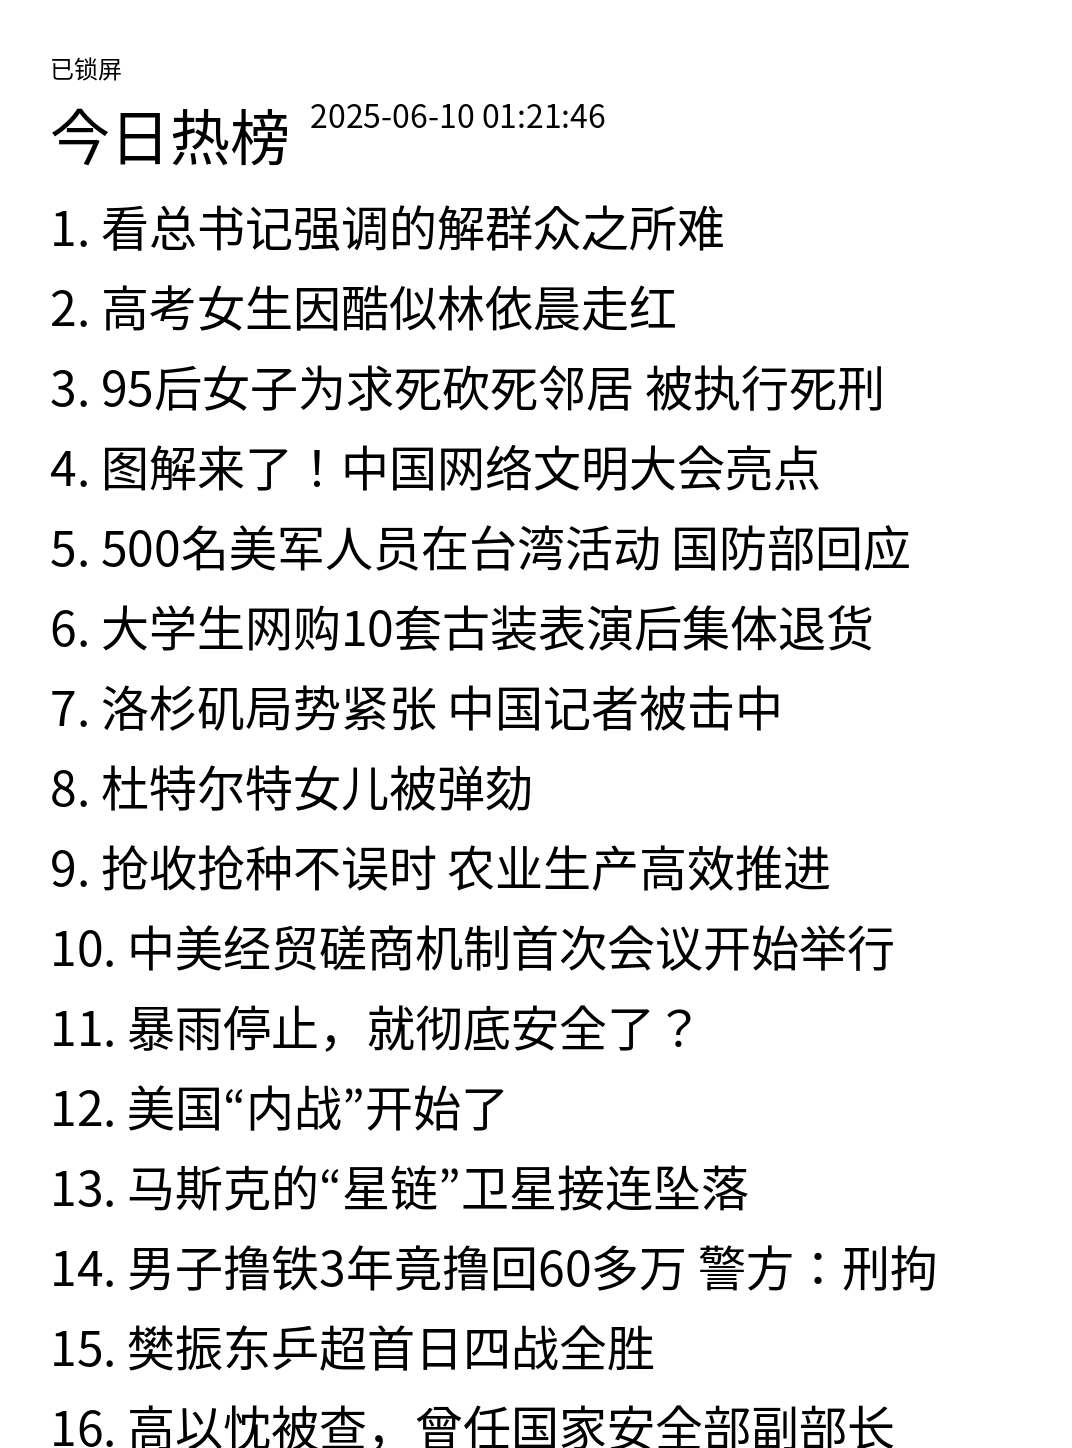 已锁屏
今日热榜 2025-06-10 01:21:46
1. 看总书记强调的解群众之所难
2. 高考女生因酷似林依晨走红
3. 95后女子为求死砍死邻居 被执行死刑
4. 图解来了！中国网络文明大会亮点
5. 500名美军人员在台湾活动 国防部回应
6. 大学生网购10套古装表演后集体退货
7. 洛杉矶局势紧张 中国记者被击中
8. 杜特尔特女儿被弹劾
9. 抢收抢种不误时 农业生产高效推进
10. 中美经贸磋商机制首次会议开始举行
11. 暴雨停止，就彻底安全了？
12. 美国“内战”开始了
13. 马斯克的“星链”卫星接连坠落
14. 男子撸铁3年竟撸回60多万 警方：刑拘
15. 樊振东乒超首日四战全胜
16. 高以忱被查，曾任国家安全部副部长